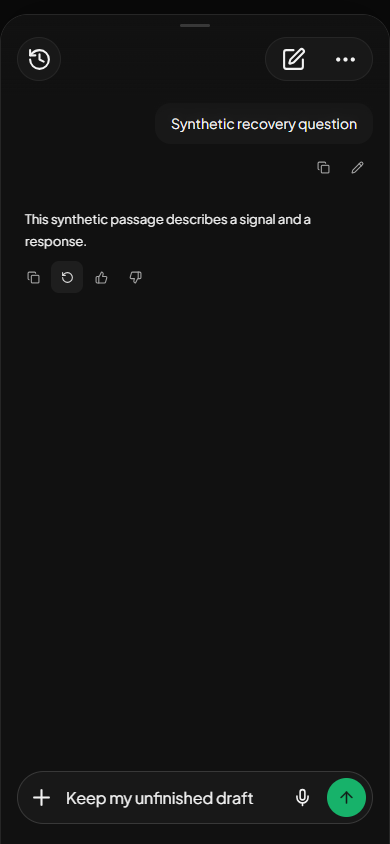 Synthetic recovery question
This synthetic passage describes a signal and a
response.
Keep my unfinished draft